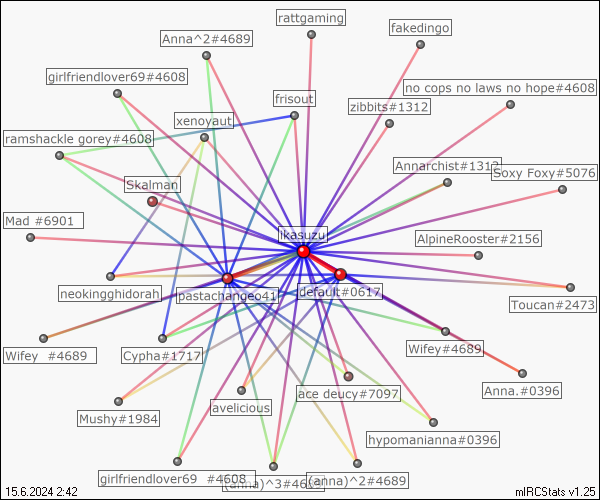 rattgaming
fakedingo
Anna^2#4689
girlfriendlover69#4608
no cops no laws no hope#4608
frisout
zibbits#1312
xenoyaut
ramshackle gorey#4608
Annarchist#1312
Soxy Foxy#5076
Skalman
Mad #6901
ikasuzu
AlpineRooster#2156
neokingghidorah
pastachangeo41
default#0617
Toucan#2473
Wifey #4689
Cypha#1717
Wifey#4689
ace deucy#7097
Anna.#0396
avelicious
Mushy#1984
hypomanianna#0396
girlfriendlover69 #4608
(anna)^3#4689
(anna)^2#4689
15.6.2024 2:42
mIRCStats v1.25